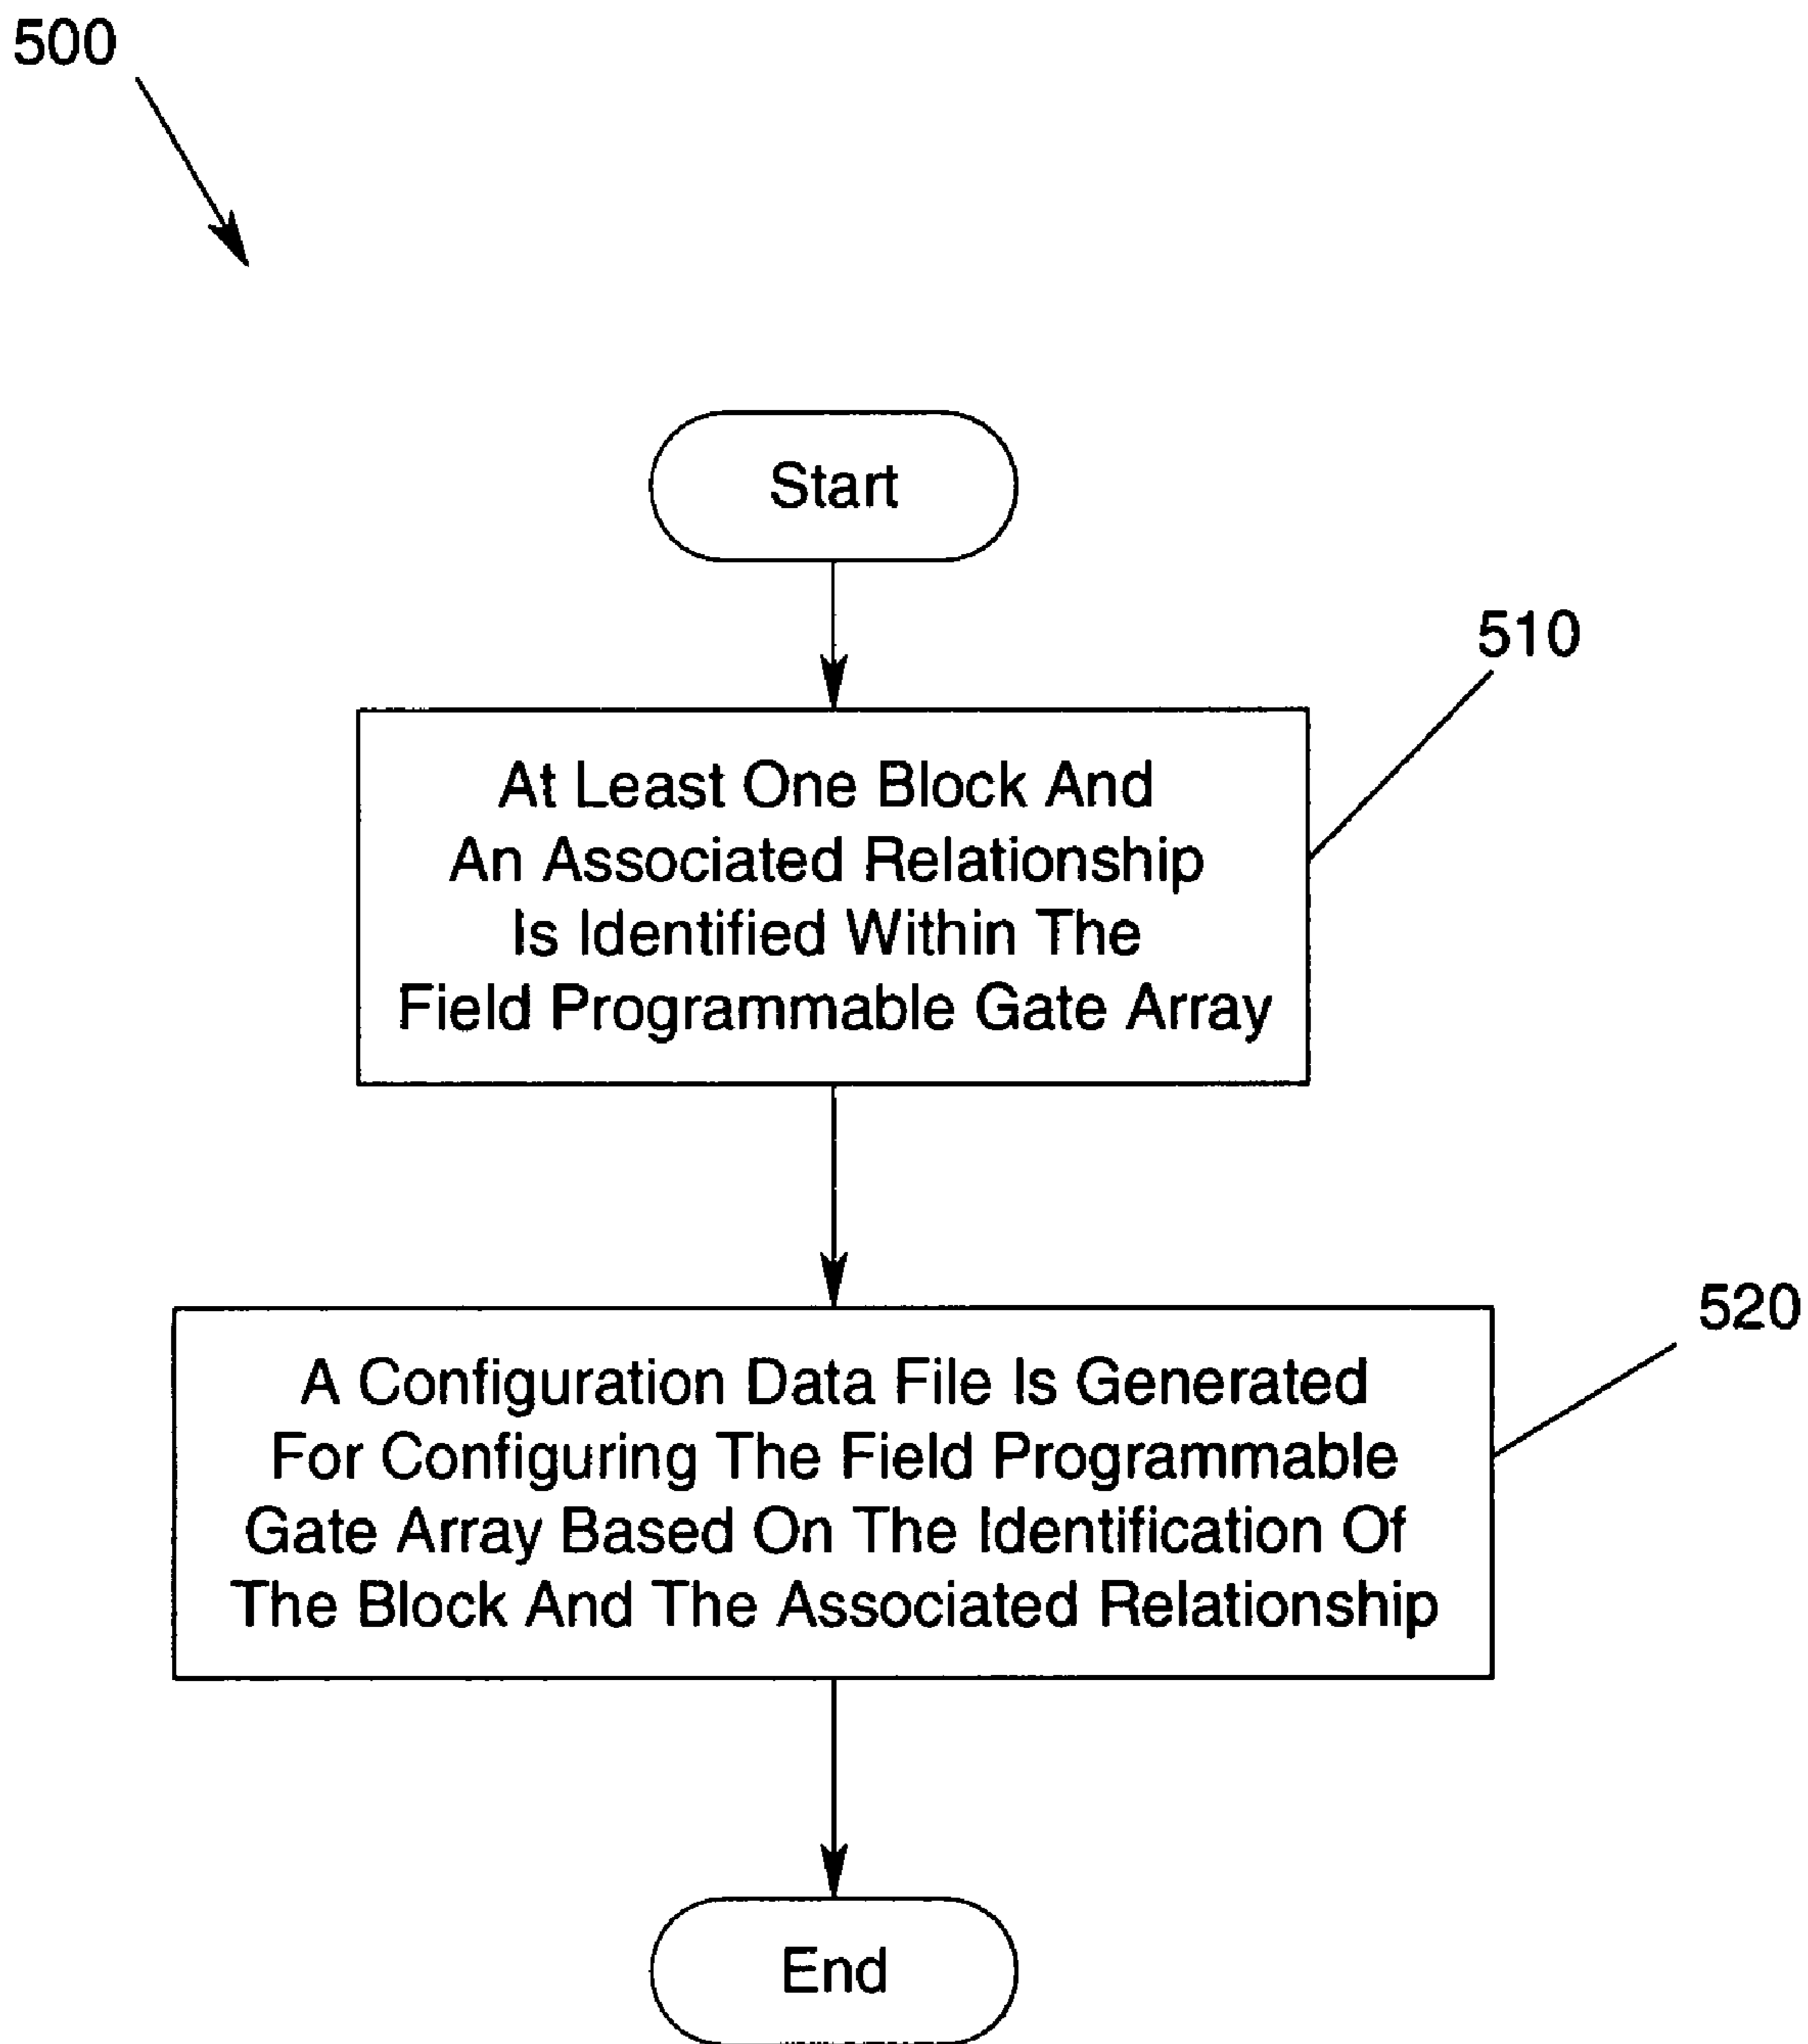 500
Start
510
At Least One Block And
An Associated Relationship
Is Identified Within The
Field Programmable Gate Array
520
A Configuration Data File Is Generated
For Configuring The Field Programmable
Gate Array Based On The Identification Of
The Block And The Associated Relationship
End